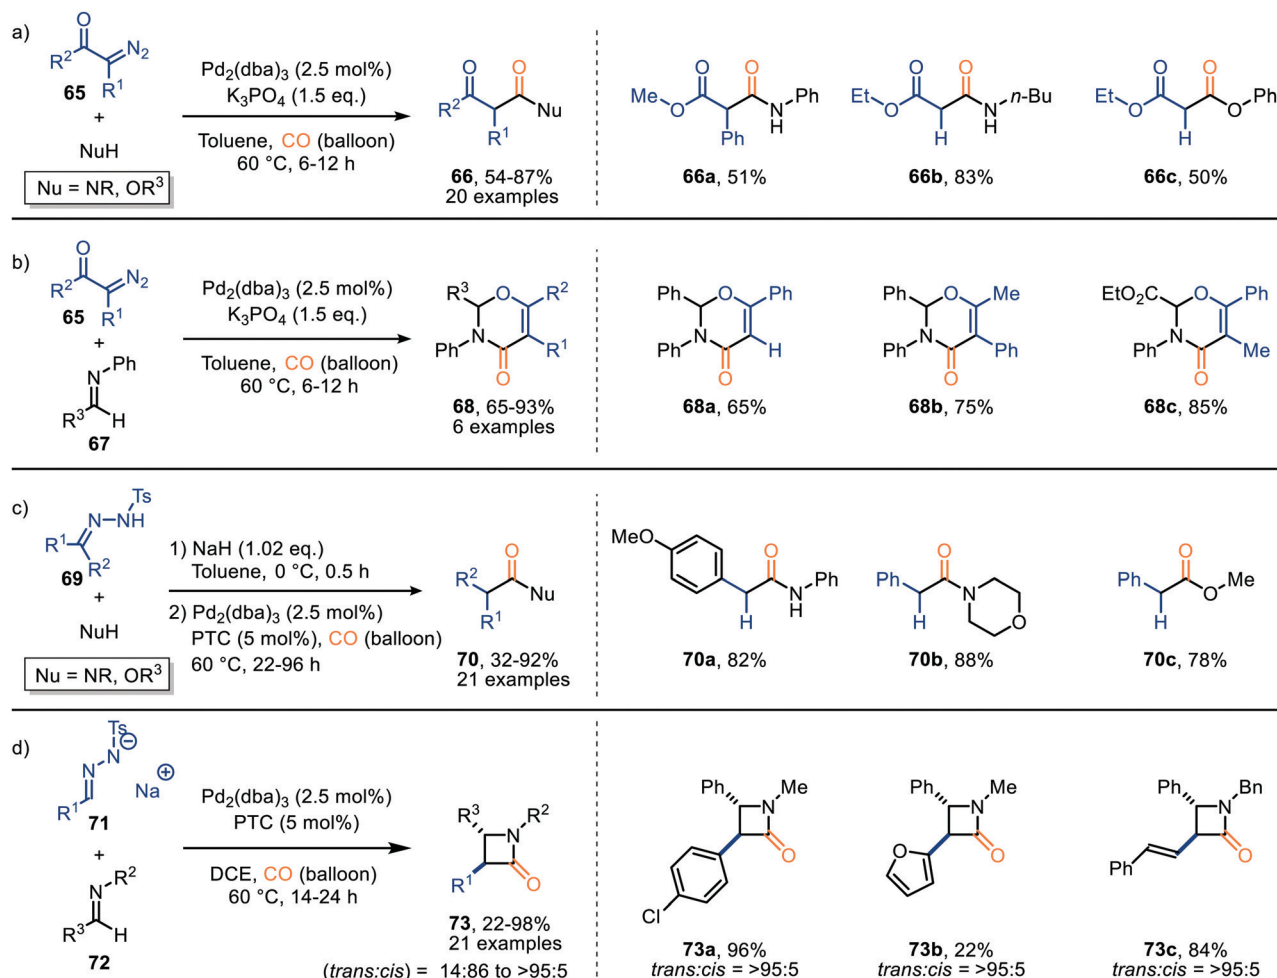 a)
O
R²
N₂
65
R¹
+
NuH
Nu = NR, OR³
Pd₂(dba)₃ (2.5 mol%)
K₃PO₄ (1.5 eq.)
Toluene, CO (balloon)
60 °C, 6-12 h
O O
R² Nu
R¹
66, 54-87%
20 examples
O O
MeO N Ph
Ph H
66a, 51%
O O
EtO N n-Bu
H H
66b, 83%
O O
EtO O Ph
H
66c, 50%
b)
O
R²
N₂
65
R¹
+
N Ph
R³ H
67
Pd₂(dba)₃ (2.5 mol%)
K₃PO₄ (1.5 eq.)
Toluene, CO (balloon)
60 °C, 6-12 h
R³ O R²
Ph N R¹
O
68, 65-93%
6 examples
Ph O Ph
Ph N H
O
68a, 65%
Ph O Me
Ph N Ph
O
68b, 75%
EtO₂C O Ph
Ph N Me
O
68c, 85%
c)
Ts
N NH
R¹
69 R²
+
NuH
Nu = NR, OR³
1) NaH (1.02 eq.)
Toluene, 0 °C, 0.5 h
2) Pd₂(dba)₃ (2.5 mol%)
PTC (5 mol%), CO (balloon)
60 °C, 22-96 h
O
R² Nu
R¹
70, 32-92%
21 examples
MeO O
N Ph
H H
70a, 82%
O
Ph N
H O
70b, 88%
O
Ph O Me
H
70c, 78%
d)
Ts
N N ⊖
Na ⊕
R¹
71
+
N R²
R³ H
72
Pd₂(dba)₃ (2.5 mol%)
PTC (5 mol%)
DCE, CO (balloon)
60 °C, 14-24 h
R³ N R²
R¹ O
73, 22-98%
21 examples
(trans:cis) = 14:86 to >95:5
Ph N Me
O
Cl
73a, 96%
trans:cis = >95:5
Ph N Me
O O
73b, 22%
trans:cis = >95:5
Ph N Bn
Ph O
73c, 84%
trans:cis = >95:5